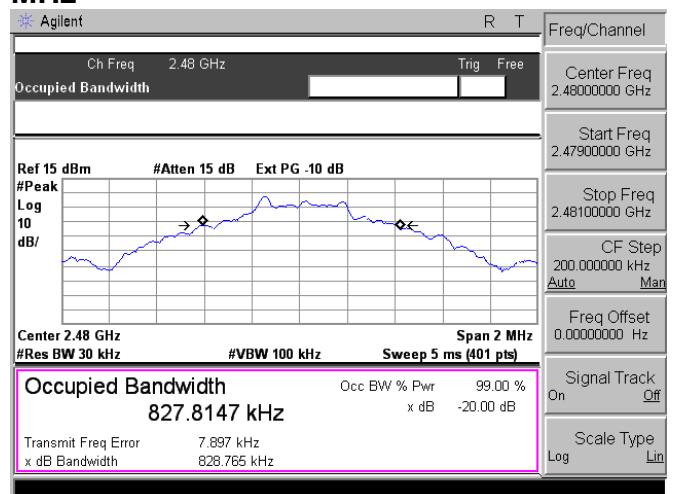 Agilent R T
Ch Freq 2.48 GHz Trig Free
Occupied Bandwidth
Ref 15 dBm #Atten 15 dB Ext PG -10 dB
#Peak
Log
10
dB/
Center 2.48 GHz Span 2 MHz
#Res BW 30 kHz #VBW 100 kHz Sweep 5 ms (401 pts)
Occupied Bandwidth Occ BW % Pwr 99.00 %
827.8147 kHz x dB -20.00 dB
Transmit Freq Error 7.897 kHz
x dB Bandwidth 828.765 kHz
Freq/Channel
Center Freq
2.48000000 GHz
Start Freq
2.47900000 GHz
Stop Freq
2.48100000 GHz
CF Step
200.000000 kHz
Auto Man
Freq Offset
0.00000000 Hz
Signal Track
On Off
Scale Type
Log Lin